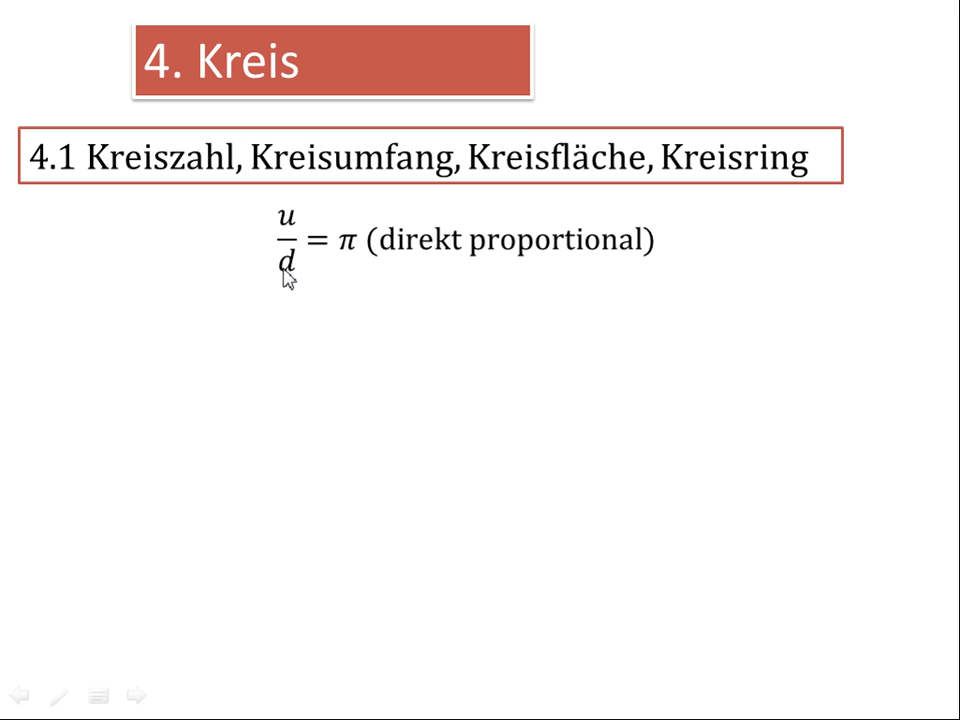 4. Kreis
4.1 Kreiszahl, Kreisumfang, Kreisfläche, Kreisring
u/d = π (direkt proportional)